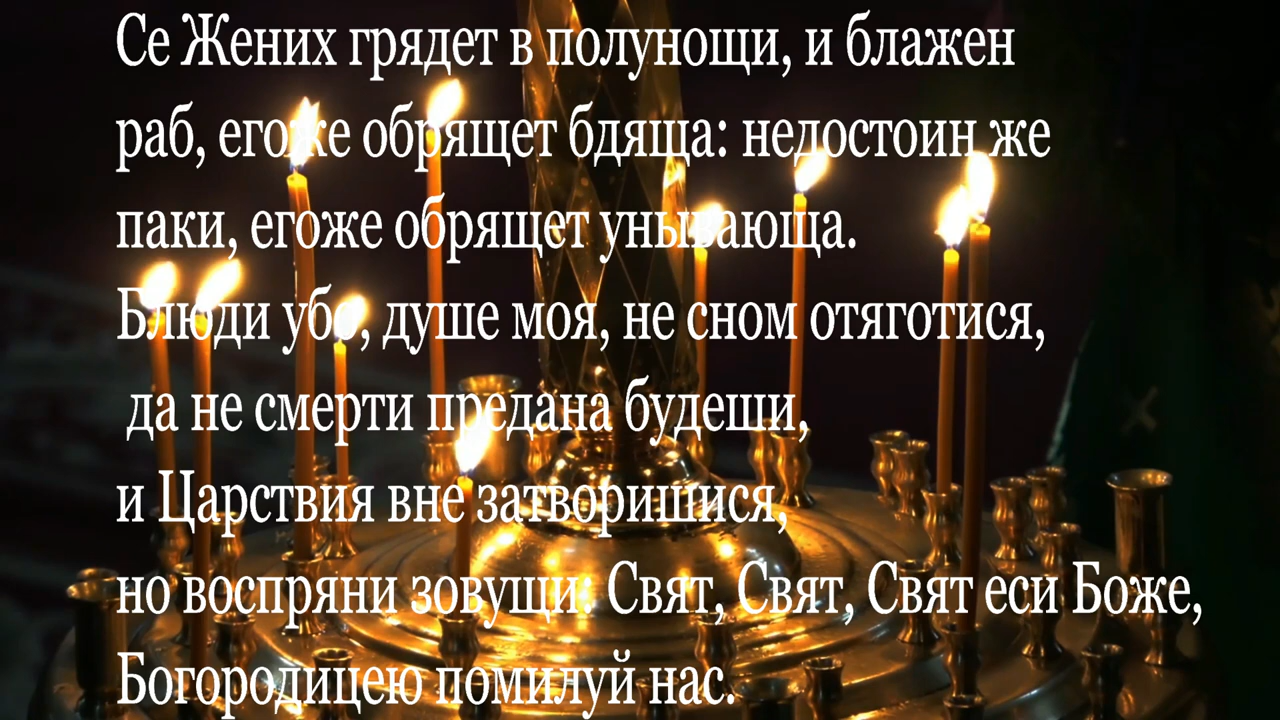 Се Жених грядет в полунощи, и блажен
раб, егоже обрящет бдяща: недостоин же
паки, егоже обрящет унывающа.
Блюди убо, душе моя, не сном отяготися,
да не смерти предана будеши,
и Царствия вне затворишися,
но воспряни зовущи: Свят, Свят, Свят еси Боже,
Богородицею помилуй нас.